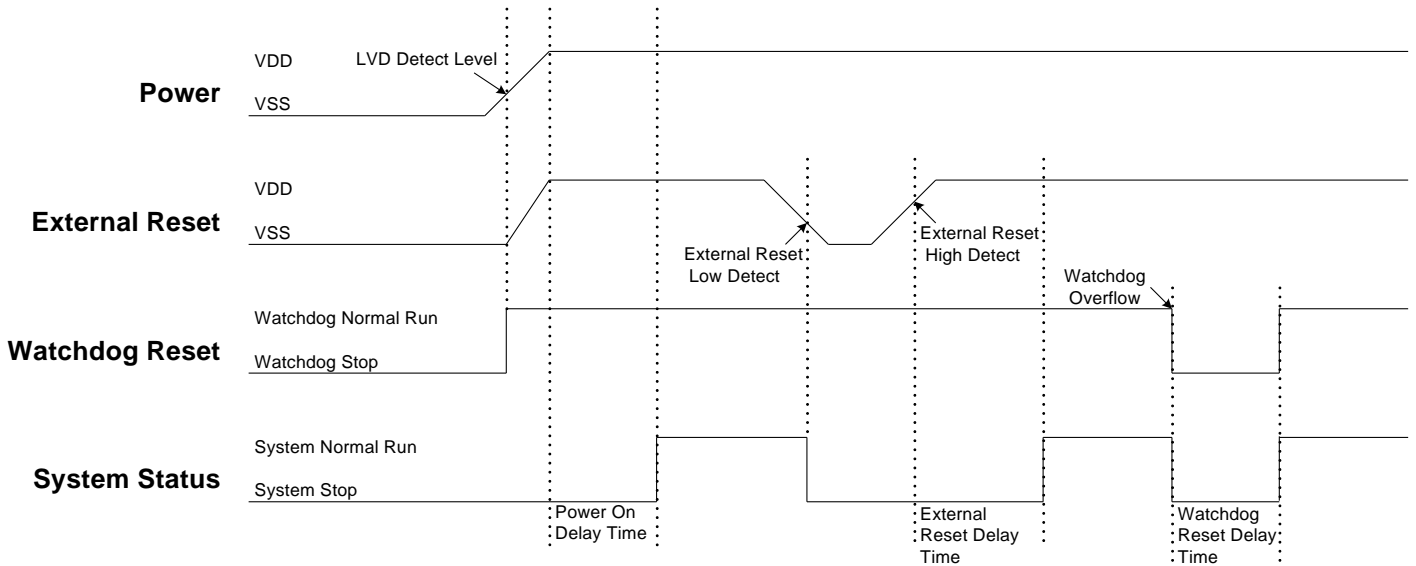 VDD
LVD Detect Level
Power
VSS
VDD
External Reset
VSS
External Reset
Low Detect
External Reset
High Detect
Watchdog
Overflow
Watchdog Normal Run
Watchdog Reset
Watchdog Stop
System Normal Run
System Status
System Stop
Power On
Delay Time
External
Reset Delay
Time
Watchdog
Reset Delay
Time